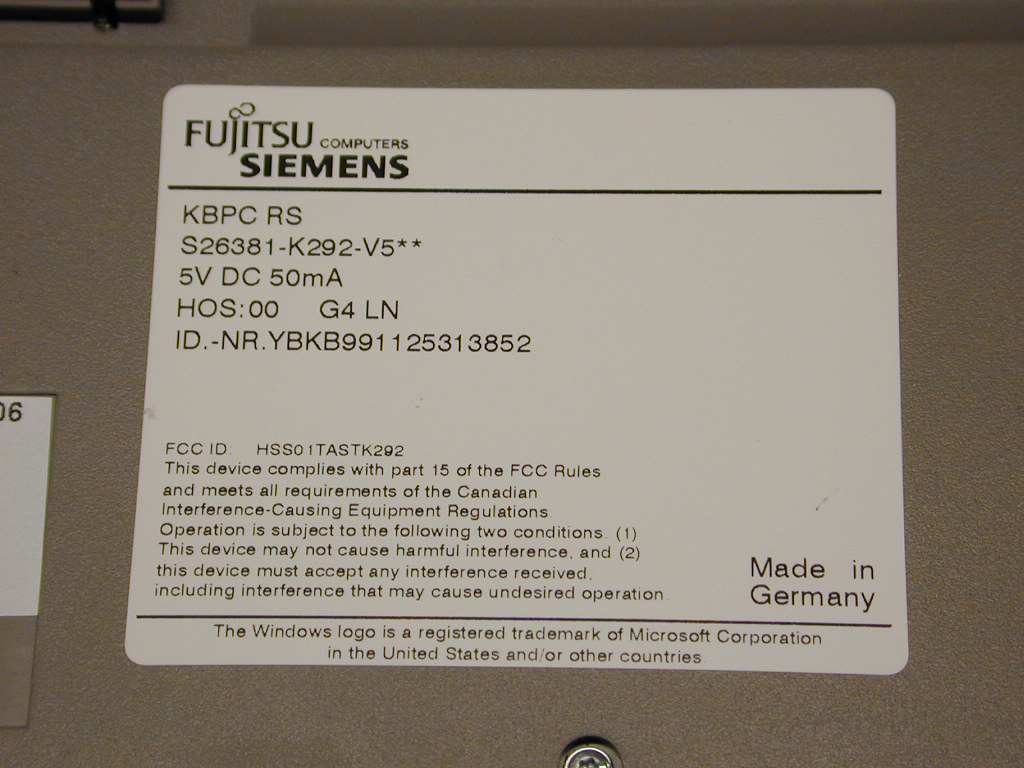 FUJITSU COMPUTERS
SIEMENS
KBPC RS
S26381-K292-V5**
5V DC 50mA
HOS:00 G4 LN
ID.-NR.YBKB991125313852
06
FCC ID. HSS01TASTK292
This device complies with part 15 of the FCC Rules
and meets all requirements of the Canadian
Interference-Causing Equipment Regulations.
Operation is subject to the following two conditions. (1)
This device may not cause harmful interference, and (2)
this device must accept any interference received,
including interference that may cause undesired operation.
Made in
Germany
The Windows logo is a registered trademark of Microsoft Corporation
in the United States and/or other countries.